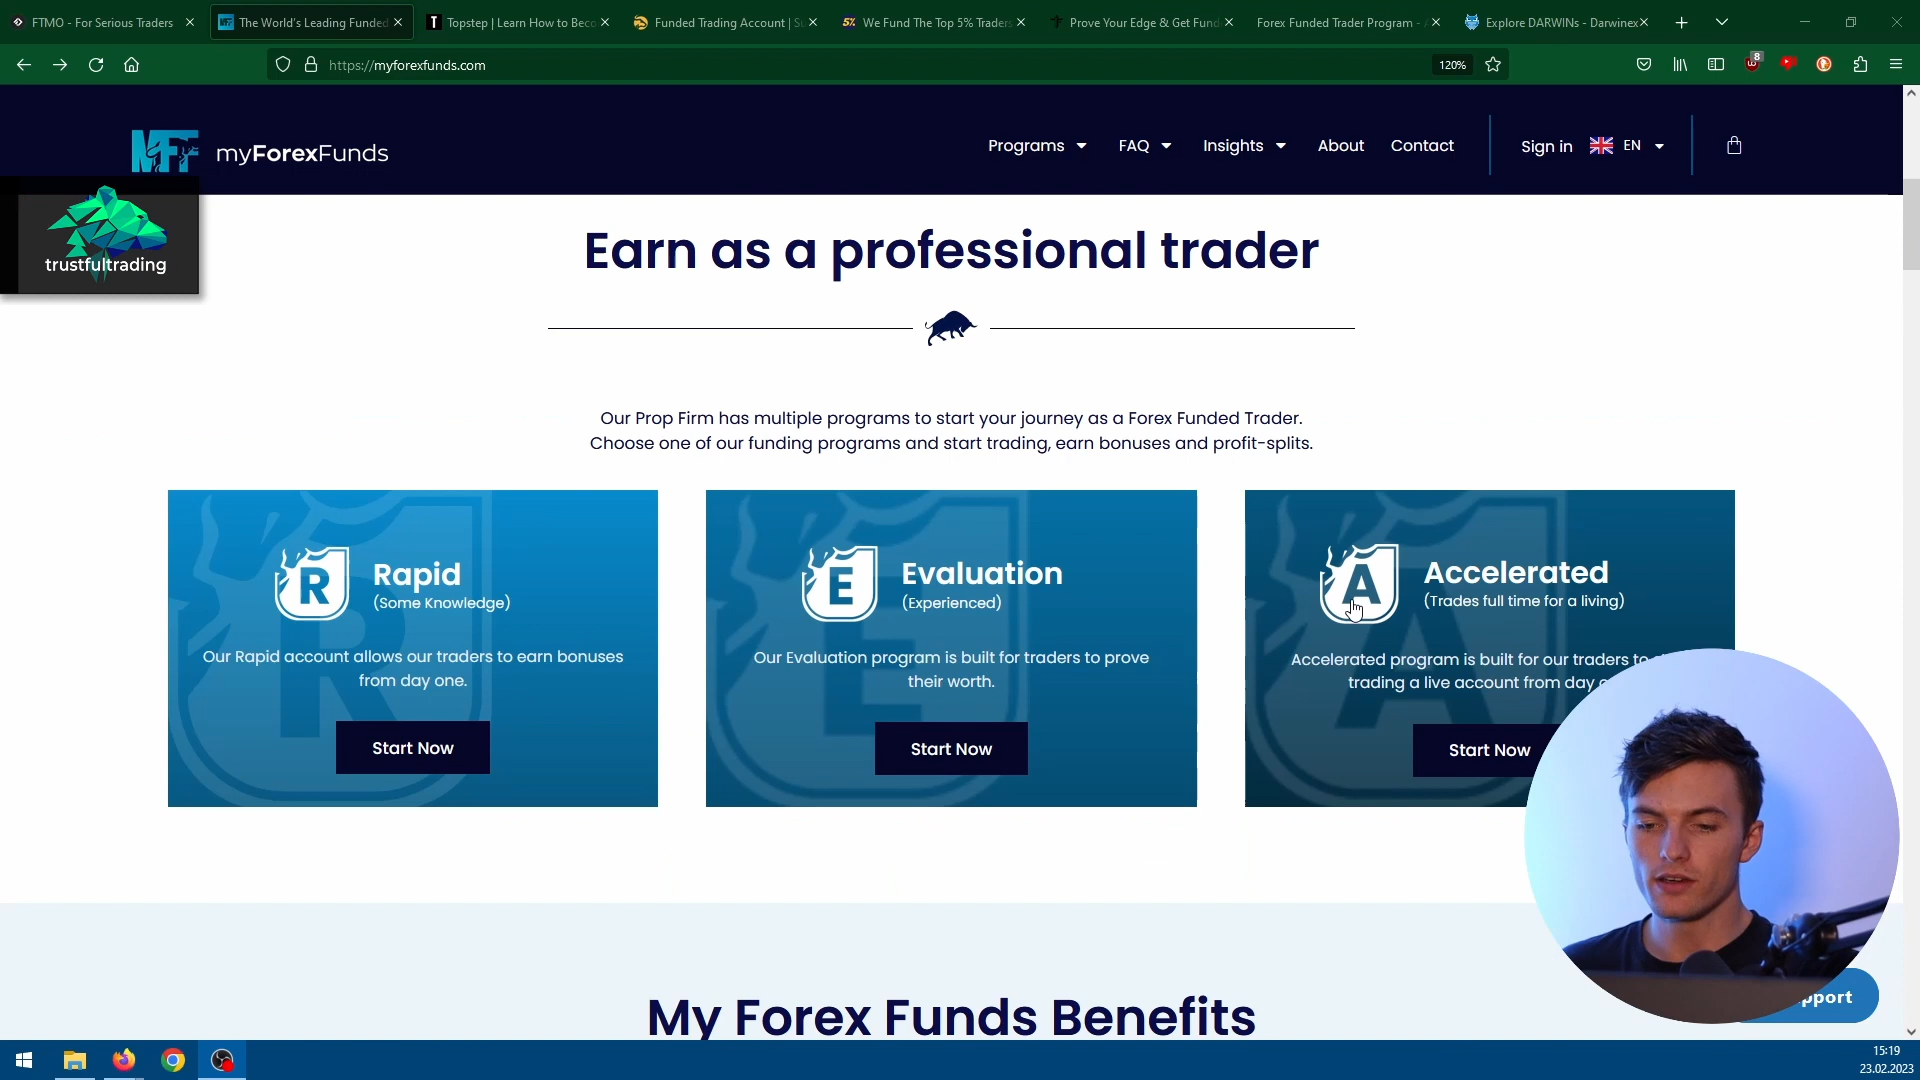 FTMO - For Serious Traders
The World's Leading Funded
Topstep | Learn How to Beco
Funded Trading Account | Su
We Fund The Top 5% Traders
Prove Your Edge & Get Fund
Forex Funded Trader Program -
Explore DARWINs - Darwinex
https://myforexfunds.com
120%
8
MFF myForexFunds
Programs
FAQ
Insights
About
Contact
Sign in
EN
trustfultrading
Earn as a professional trader
Our Prop Firm has multiple programs to start your journey as a Forex Funded Trader.
Choose one of our funding programs and start trading, earn bonuses and profit-splits.
R
Rapid
(Some Knowledge)
Our Rapid account allows our traders to earn bonuses
from day one.
Start Now
E
Evaluation
(Experienced)
Our Evaluation program is built for traders to prove
their worth.
Start Now
A
Accelerated
(Trades full time for a living)
Accelerated program is built for our traders to
trading a live account from day
Start Now
My Forex Funds Benefits
pport
15:19
23.02.2023